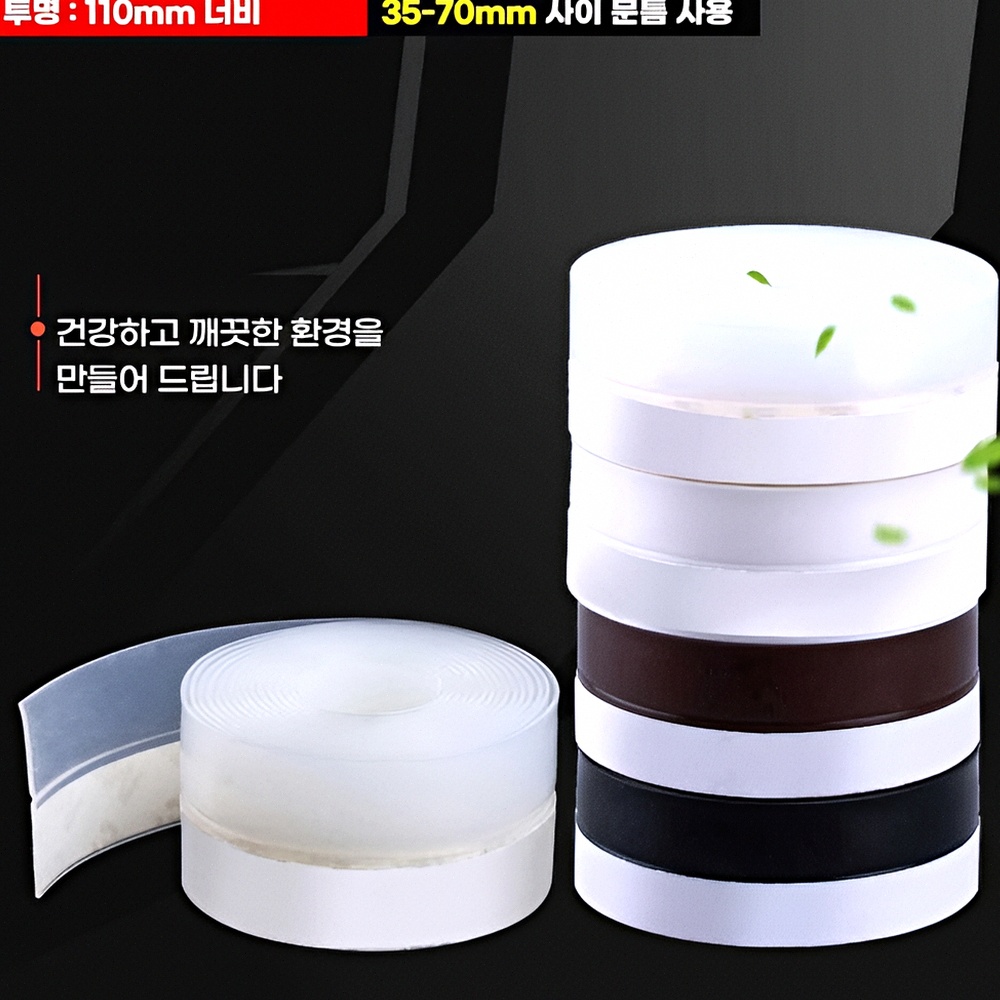 투명 : 110mm 너비
35-70mm 사이 문틈 사용
건강하고 깨끗한 환경을
만들어 드립니다